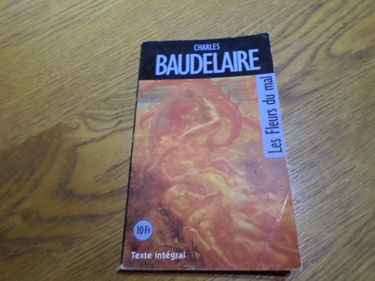 CHARLES
BAUDELAIRE
Les Fleurs du mal
10 Fr
Texte intégral